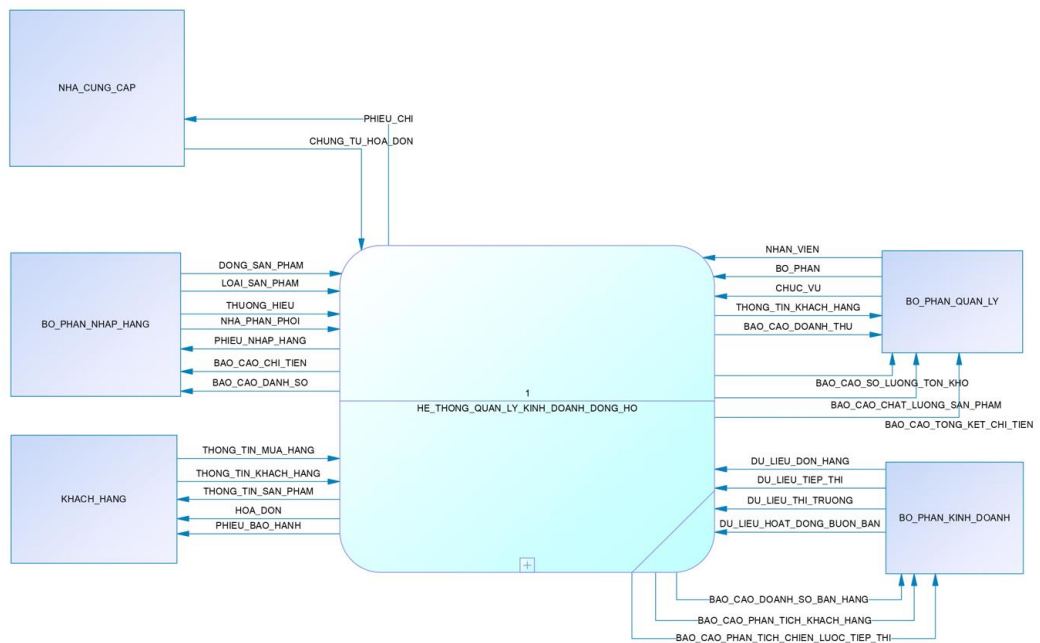 NHA_CUNG_CAP
PHIEU_CHI
CHUNG_TU_HOA_DON
BO_PHAN_NHAP_HANG
DONG_SAN_PHAM
LOAI_SAN_PHAM
THUONG_HIEU
NHA_PHAN_PHOI
PHIEU_NHAP_HANG
BAO_CAO_CHI_TIEN
BAO_CAO_DANH_SO
KHACH_HANG
THONG_TIN_MUA_HANG
THONG_TIN_KHACH_HANG
THONG_TIN_SAN_PHAM
HOA_DON
PHIEU_BAO_HANH
1
HE_THONG_QUAN_LY_KINH_DOANH_DONG_HO
NHAN_VIEN
BO_PHAN
CHUC_VU
THONG_TIN_KHACH_HANG
BAO_CAO_DOANH_THU
BO_PHAN_QUAN_LY
BAO_CAO_SO_LUONG_TON_KHO
BAO_CAO_CHAT_LUONG_SAN_PHAM
BAO_CAO_TONG_KET_CHI_TIEN
DU_LIEU_DON_HANG
DU_LIEU_TIEP_THI
DU_LIEU_THI_TRUONG
DU_LIEU_HOAT_DONG_BUON_BAN
BO_PHAN_KINH_DOANH
BAO_CAO_DOANH_SO_BAN_HANG
BAO_CAO_PHAN_TICH_KHACH_HANG
BAO_CAO_PHAN_TICH_CHIEN_LUOC_TIEP_THI